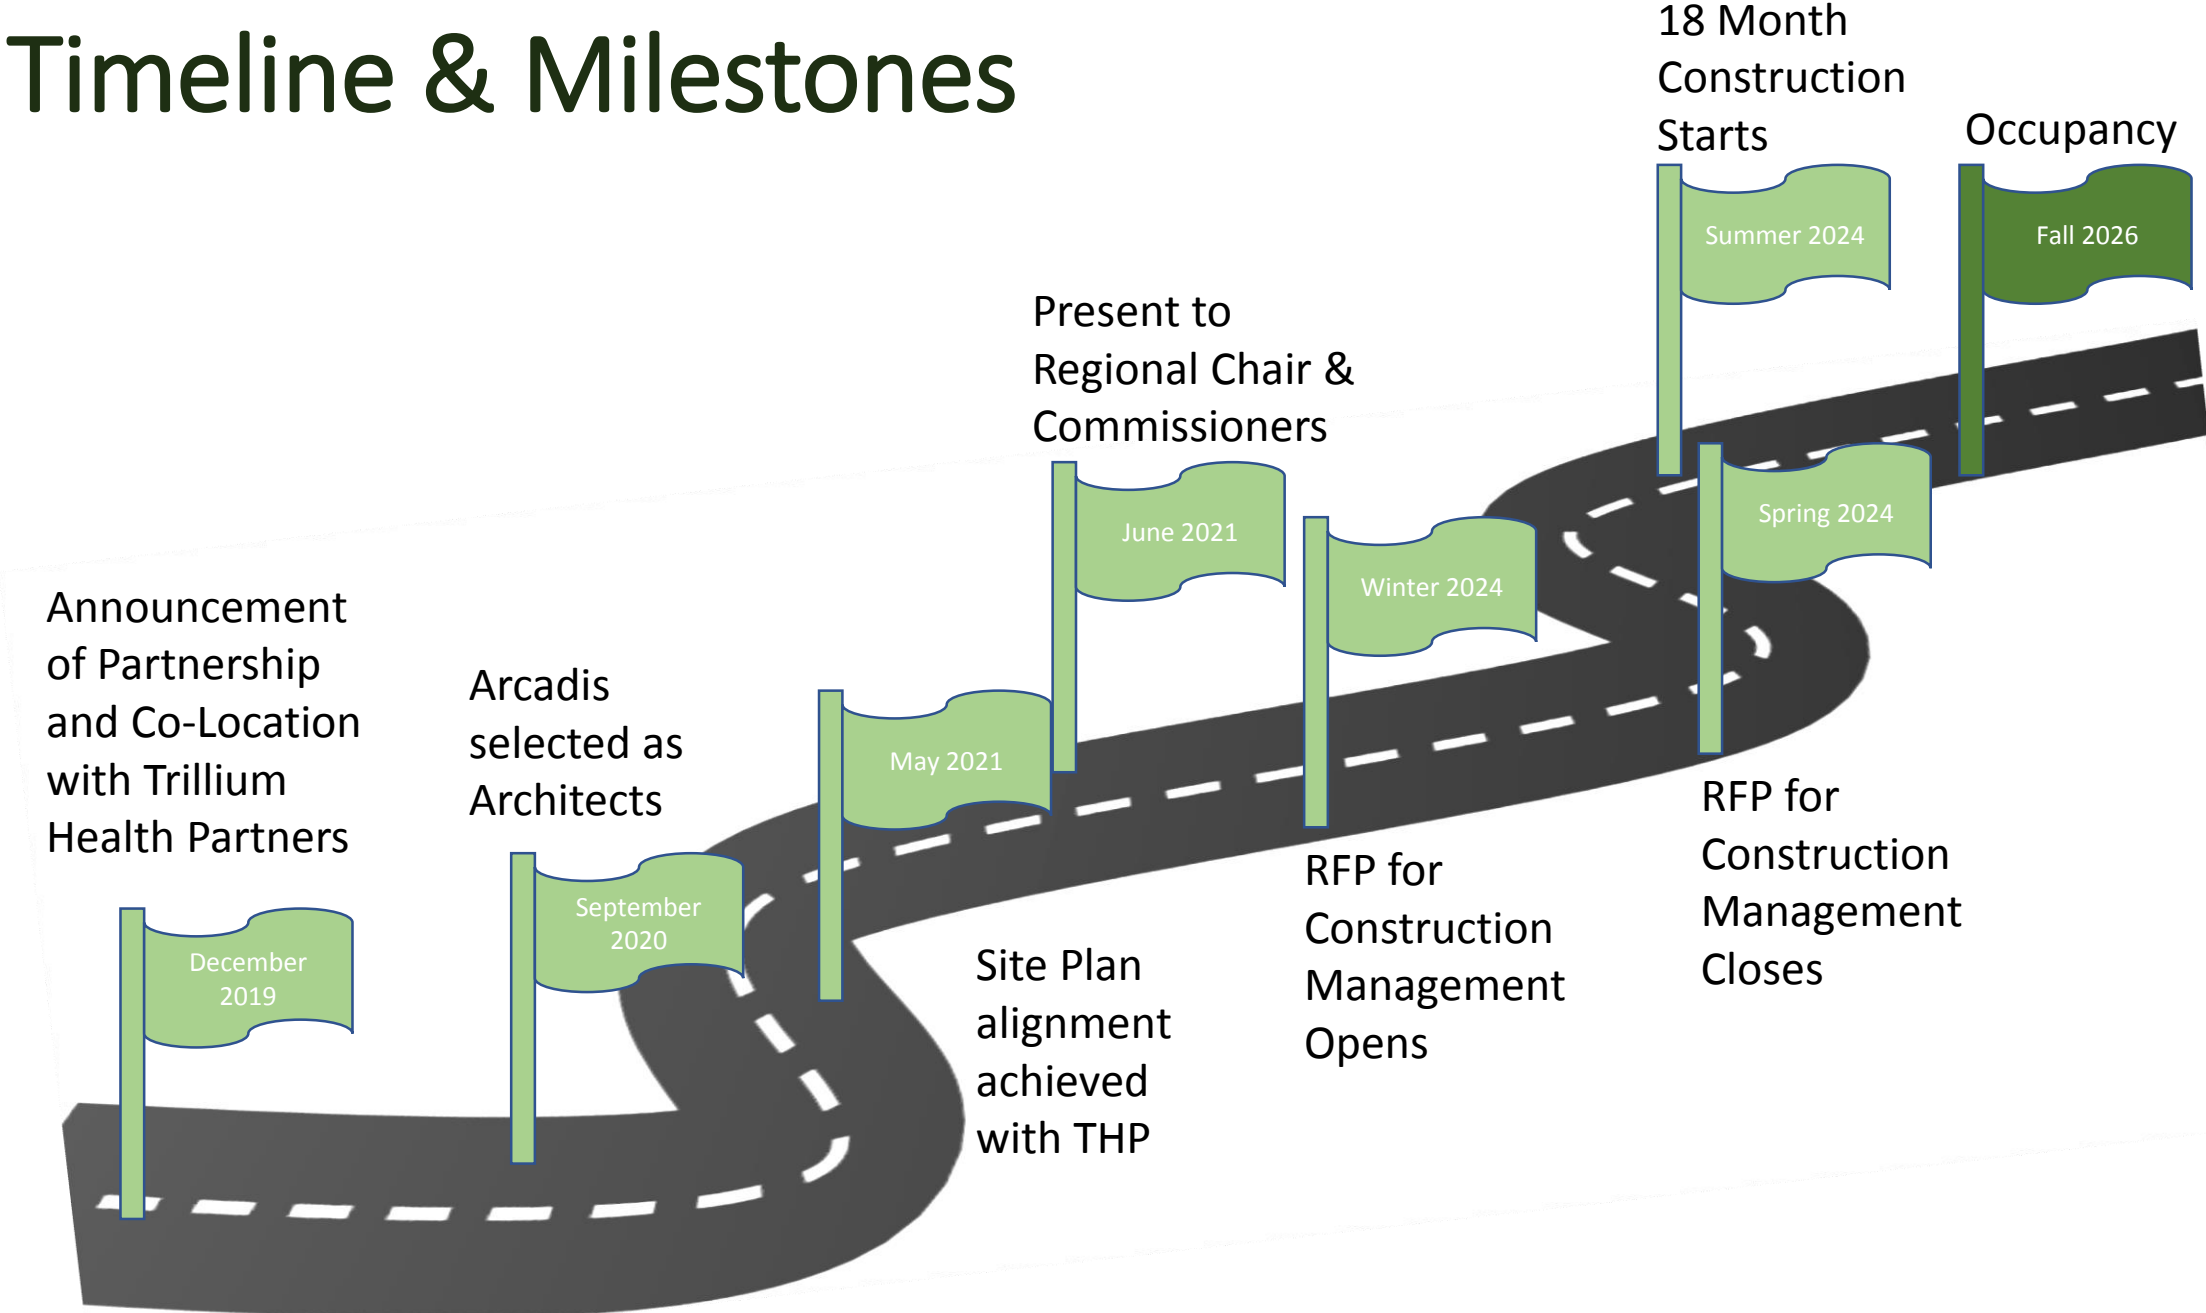 Timeline & Milestones
Announcement
of Partnership
and Co-Location
with Trillium
Health Partners
December
2019
Arcadis
selected as
Architects
September
2020
May 2021
Site Plan
alignment
achieved
with THP
Present to
Regional Chair &
Commissioners
June 2021
Winter 2024
RFP for
Construction
Management
Opens
Spring 2024
RFP for
Construction
Management
Closes
18 Month
Construction
Starts
Summer 2024
Occupancy
Fall 2026